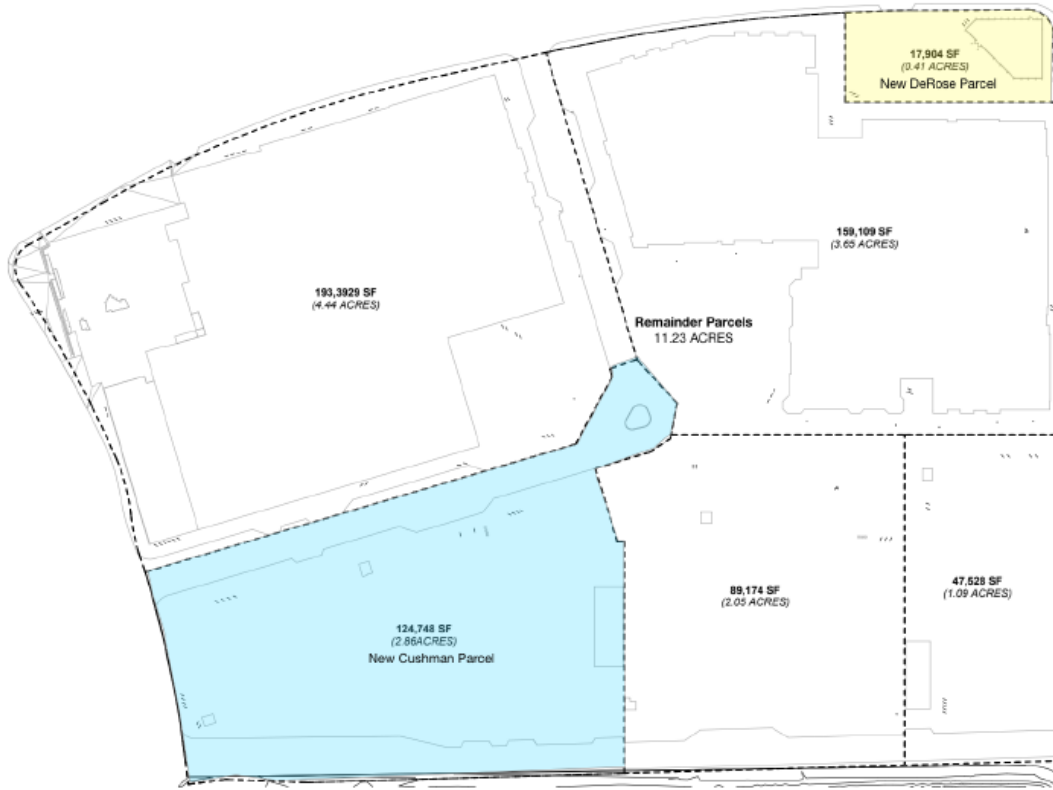 17,904 SF
(0.41 ACRES)
New DeRose Parcel
159,109 SF
(3.65 ACRES)
193,3929 SF
(4.44 ACRES)
Remainder Parcels
11.23 ACRES
89,174 SF
(2.05 ACRES)
47,528 SF
(1.09 ACRES)
124,748 SF
(2.86ACRES)
New Cushman Parcel